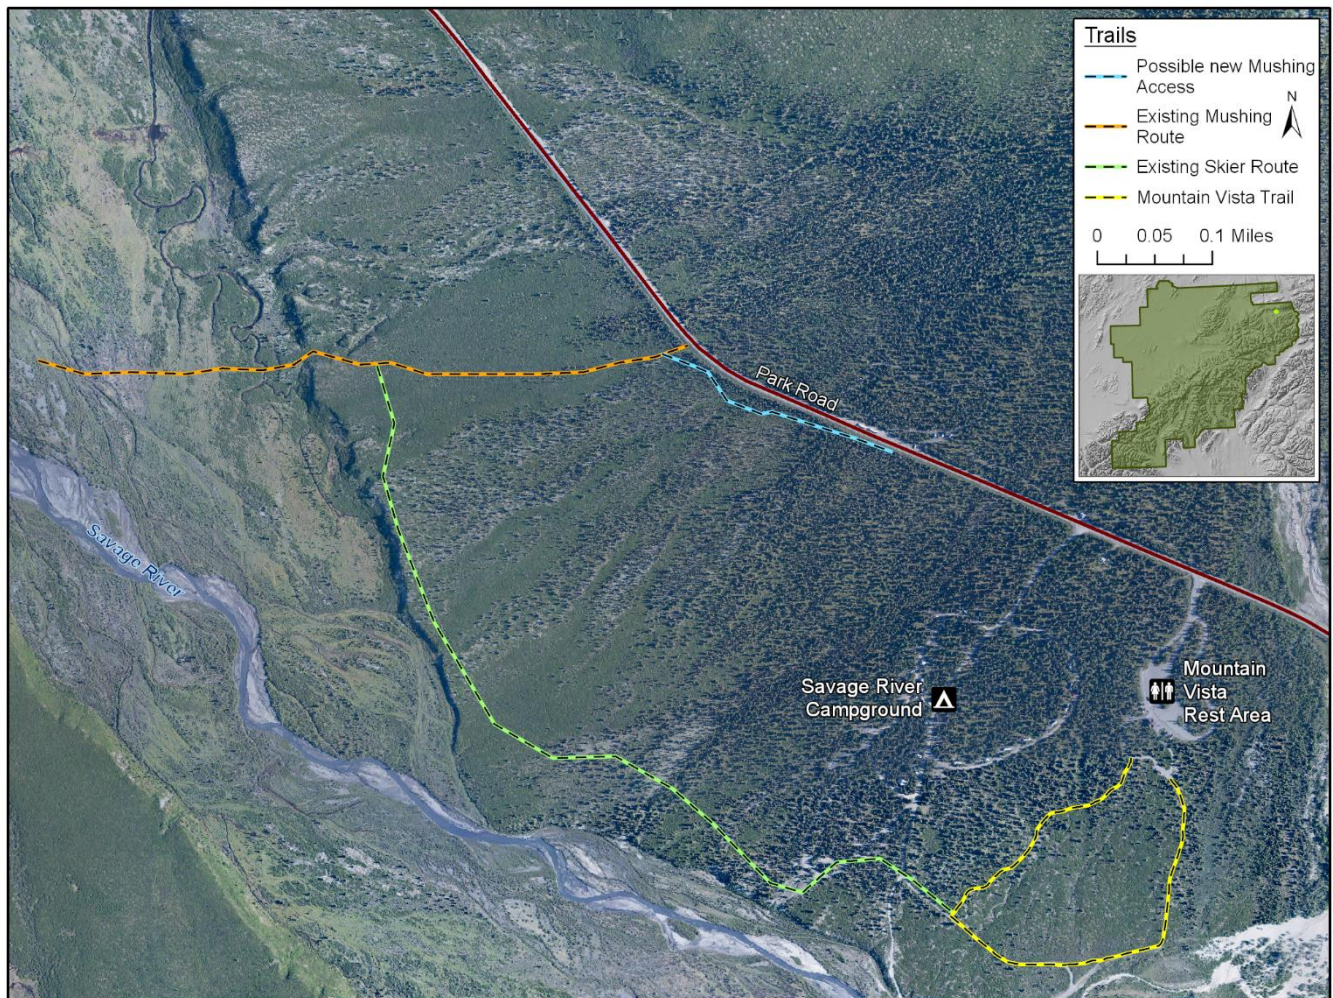 Trails
Possible new Mushing
Access
N
Existing Mushing
Route
Existing Skier Route
Mountain Vista Trail
0 0.05 0.1 Miles
Park Road
Savage River
Savage River
Campground
Mountain
Vista
Rest Area